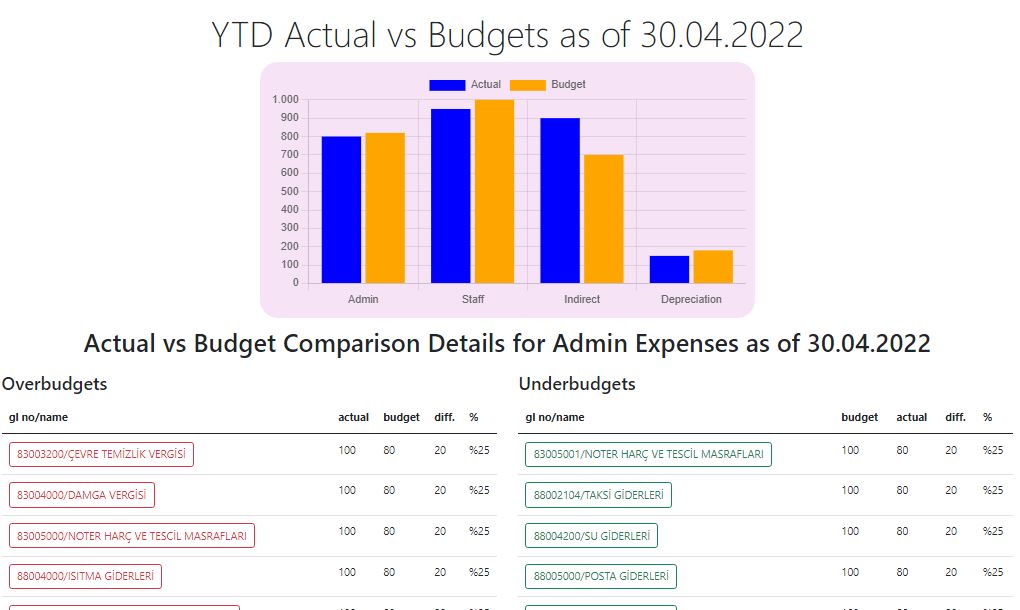 YTD Actual vs Budgets as of 30.04.2022
Actual Budget
1.000
900
800
700
600
500
400
300
200
100
0
Admin Staff Indirect Depreciation
Actual vs Budget Comparison Details for Admin Expenses as of 30.04.2022
Overbudgets
gl no/name actual budget diff. %
83003200/ÇEVRE TEMİZLİK VERGİSİ 100 80 20 %25
83004000/DAMGA VERGİSİ 100 80 20 %25
83005000/NOTER HARÇ VE TESCİL MASRAFLARI 100 80 20 %25
88004000/ISITMA GİDERLERİ 100 80 20 %25
Underbudgets
gl no/name budget actual diff. %
83005001/NOTER HARÇ VE TESCİL MASRAFLARI 100 80 20 %25
88002104/TAKSİ GİDERLERİ 100 80 20 %25
88004200/SU GİDERLERİ 100 80 20 %25
88005000/POSTA GİDERLERİ 100 80 20 %25